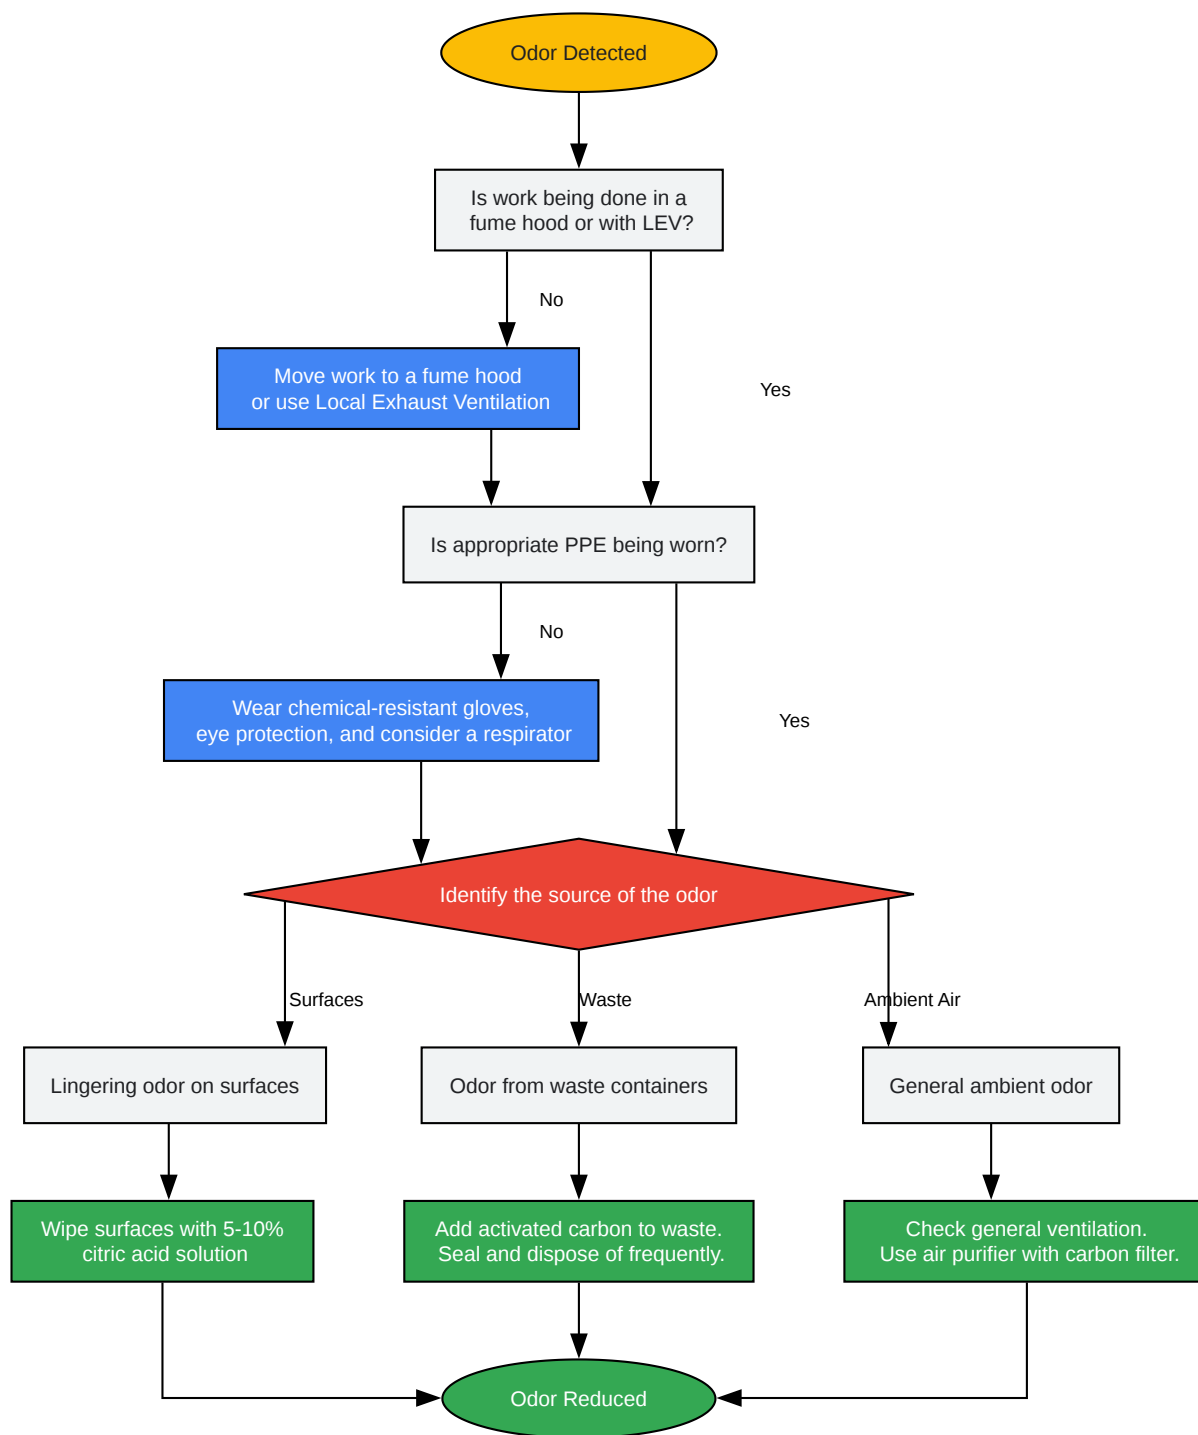 Odor Detected
Is work being done in a
fume hood or with LEV?
No
Move work to a fume hood
or use Local Exhaust Ventilation
Yes
Is appropriate PPE being worn?
No
Wear chemical-resistant gloves,
eye protection, and consider a respirator
Yes
Identify the source of the odor
Surfaces
Waste
Ambient Air
Lingering odor on surfaces
Odor from waste containers
General ambient odor
Wipe surfaces with 5-10%
citric acid solution
Add activated carbon to waste.
Seal and dispose of frequently.
Check general ventilation.
Use air purifier with carbon filter.
Odor Reduced